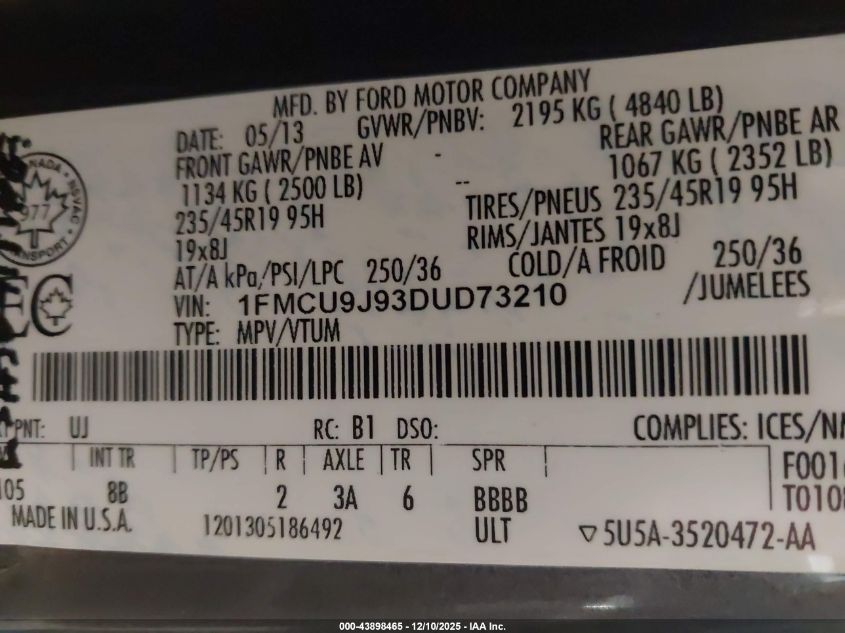 MFD. BY FORD MOTOR COMPANY
DATE: 05/13 GVWR/PNBV: 2195 KG ( 4840 LB)
FRONT GAWR/PNBE AV - REAR GAWR/PNBE AR
1134 KG ( 2500 LB) -- 1067 KG ( 2352 LB)
235/45R19 95H TIRES/PNEUS 235/45R19 95H
19x8J RIMS/JANTES 19x8J
AT/A kPa/PSI/LPC 250/36 COLD/A FROID 250/36
VIN: 1FMCU9J93DUD73210 /JUMELEES
TYPE: MPV/VTUM
PNT: UJ RC: B1 DSO: COMPLIES: ICES/NM
INT TR TP/PS R AXLE TR SPR F001
105 8B 2 3A 6 BBBB T0108
MADE IN U.S.A. 1201305186492 ULT ▽5U5A-3520472-AA
000-43898465 - 12/10/2025 - IAA Inc.